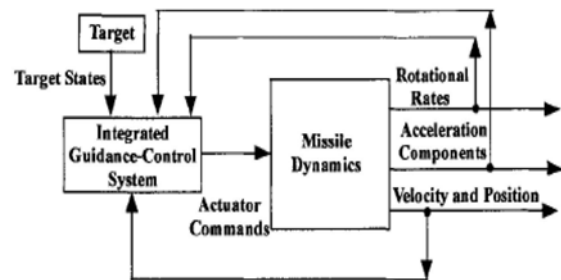 Target
Target States
Integrated
Guidance-Control
System
Actuator
Commands
Missile
Dynamics
Rotational
Rates
Acceleration
Components
Velocity and Position